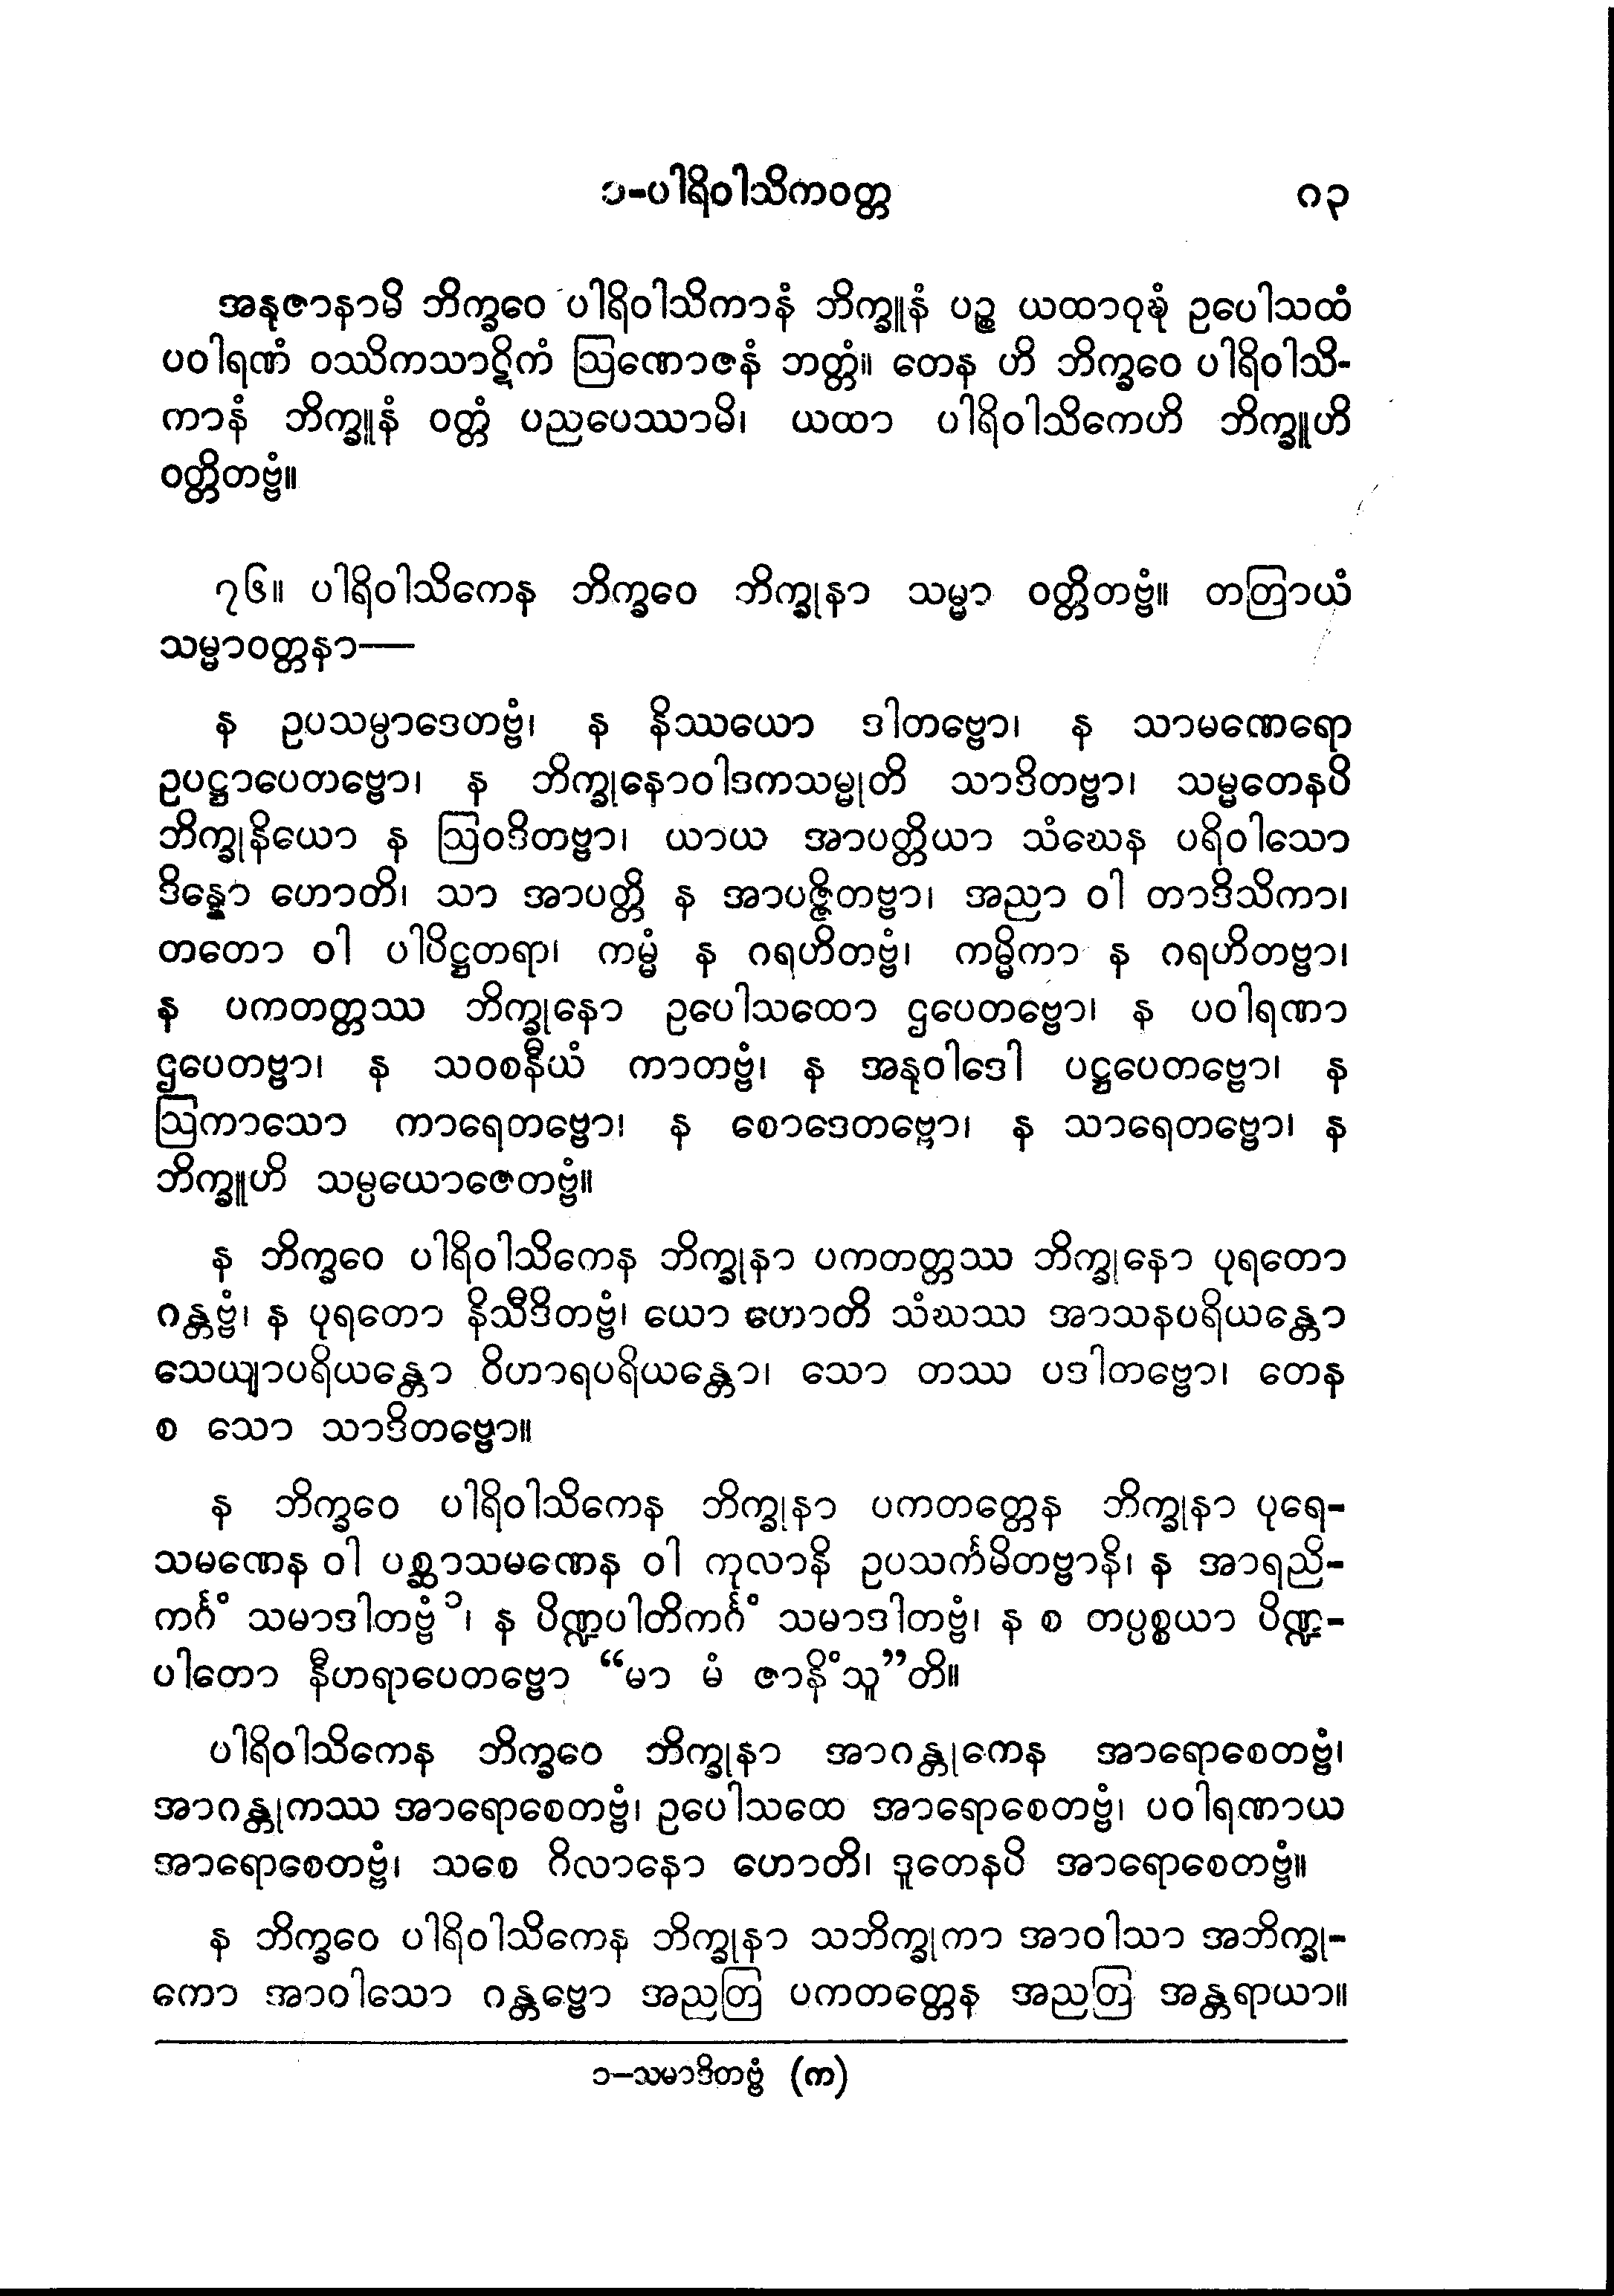 ၁-ပါရိဝါသိကဝတ္တ ၈၃
အနုဇာနာမိ ဘိက္ခဝေ ပါရိဝါသိကာနံ ဘိက္ခူနံ ပဉ္စ ယထာဝုဍ္ဎံ ဥပေါသထံ
ပဝါရဏံ ဝဿိကသာဋိကံ ဩဏောဇနံ ဘတ္တံ။ တေန ဟိ ဘိက္ခဝေ ပါရိဝါသိ-
ကာနံ ဘိက္ခူနံ ဝတ္တံ ပညပေဿာမိ၊ ယထာ ပါရိဝါသိကေဟိ ဘိက္ခူဟိ
ဝတ္တိတဗ္ဗံ။
၇၆။ ပါရိဝါသိကေန ဘိက္ခဝေ ဘိက္ခုနာ သမ္မာ ဝတ္တိတဗ္ဗံ။ တတြာယံ
သမ္မာဝတ္တနာ—
န ဥပသမ္ပာဒေတဗ္ဗံ၊ န နိဿယော ဒါတဗ္ဗော၊ န သာမဏေရော
ဥပဋ္ဌာပေတဗ္ဗော၊ န ဘိက္ခုနောဝါဒကသမ္မုတိ သာဒိတဗ္ဗာ၊ သမ္မတေနပိ
ဘိက္ခုနိယော န ဩဝဒိတဗ္ဗာ၊ ယာယ အာပတ္တိယာ သံဃေန ပရိဝါသော
ဒိန္နော ဟောတိ၊ သာ အာပတ္တိ န အာပဇ္ဇိတဗ္ဗာ၊ အညာ ဝါ တာဒိသိကာ၊
တတော ဝါ ပါပိဋ္ဌတရာ၊ ကမ္မံ န ဂရဟိတဗ္ဗံ၊ ကမ္မိကာ န ဂရဟိတဗ္ဗာ၊
န ပကတတ္တဿ ဘိက္ခုနော ဥပေါသထော ဌပေတဗ္ဗော၊ န ပဝါရဏာ
ဌပေတဗ္ဗာ၊ န သဝစနီယံ ကာတဗ္ဗံ၊ န အနုဝါဒေါ ပဋ္ဌပေတဗ္ဗော၊ န
ဩကာသော ကာရေတဗ္ဗော၊ န စောဒေတဗ္ဗော၊ န သာရေတဗ္ဗော၊ န
ဘိက္ခူဟိ သမ္ပယောဇေတဗ္ဗံ။
န ဘိက္ခဝေ ပါရိဝါသိကေန ဘိက္ခုနာ ပကတတ္တဿ ဘိက္ခုနော ပုရတော
ဂန္တဗ္ဗံ၊ န ပုရတော နိသီဒိတဗ္ဗံ၊ ယော ဟောတိ သံဃဿ အာသနပရိယန္တော
သေယျာပရိယန္တော ဝိဟာရပရိယန္တော၊ သော တဿ ပဒါတဗ္ဗော၊ တေန
စ သော သာဒိတဗ္ဗော။
န ဘိက္ခဝေ ပါရိဝါသိကေန ဘိက္ခုနာ ပကတတ္တေန ဘိက္ခုနာ ပုရေ-
သမဏေန ဝါ ပစ္ဆာသမဏေန ဝါ ကုလာနိ ဥပသင်္ကမိတဗ္ဗာနိ၊ န အာရညိ-
ကင်္ဂံ သမာဒါတဗ္ဗံ ၁၊ န ပိဏ္ဍပါတိကင်္ဂံ သမာဒါတဗ္ဗံ၊ န စ တပ္ပစ္စယာ ပိဏ္ဍ-
ပါတော နီဟရာပေတဗ္ဗော “မာ မံ ဇာနိံသူ”တိ။
ပါရိဝါသိကေန ဘိက္ခဝေ ဘိက္ခုနာ အာဂန္တုကေန အာရောစေတဗ္ဗံ၊
အာဂန္တုကဿ အာရောစေတဗ္ဗံ၊ ဥပေါသထေ အာရောစေတဗ္ဗံ၊ ပဝါရဏာယ
အာရောစေတဗ္ဗံ၊ သစေ ဂိလာနော ဟောတိ၊ ဒူတေနပိ အာရောစေတဗ္ဗံ။
န ဘိက္ခဝေ ပါရိဝါသိကေန ဘိက္ခုနာ သဘိက္ခုကာ အာဝါသာ အဘိက္ခု-
ကော အာဝါသော ဂန္တဗ္ဗော အညတြ ပကတတ္တေန အညတြ အန္တရာယာ။
၁—သမာဒိတဗ္ဗံ (က)